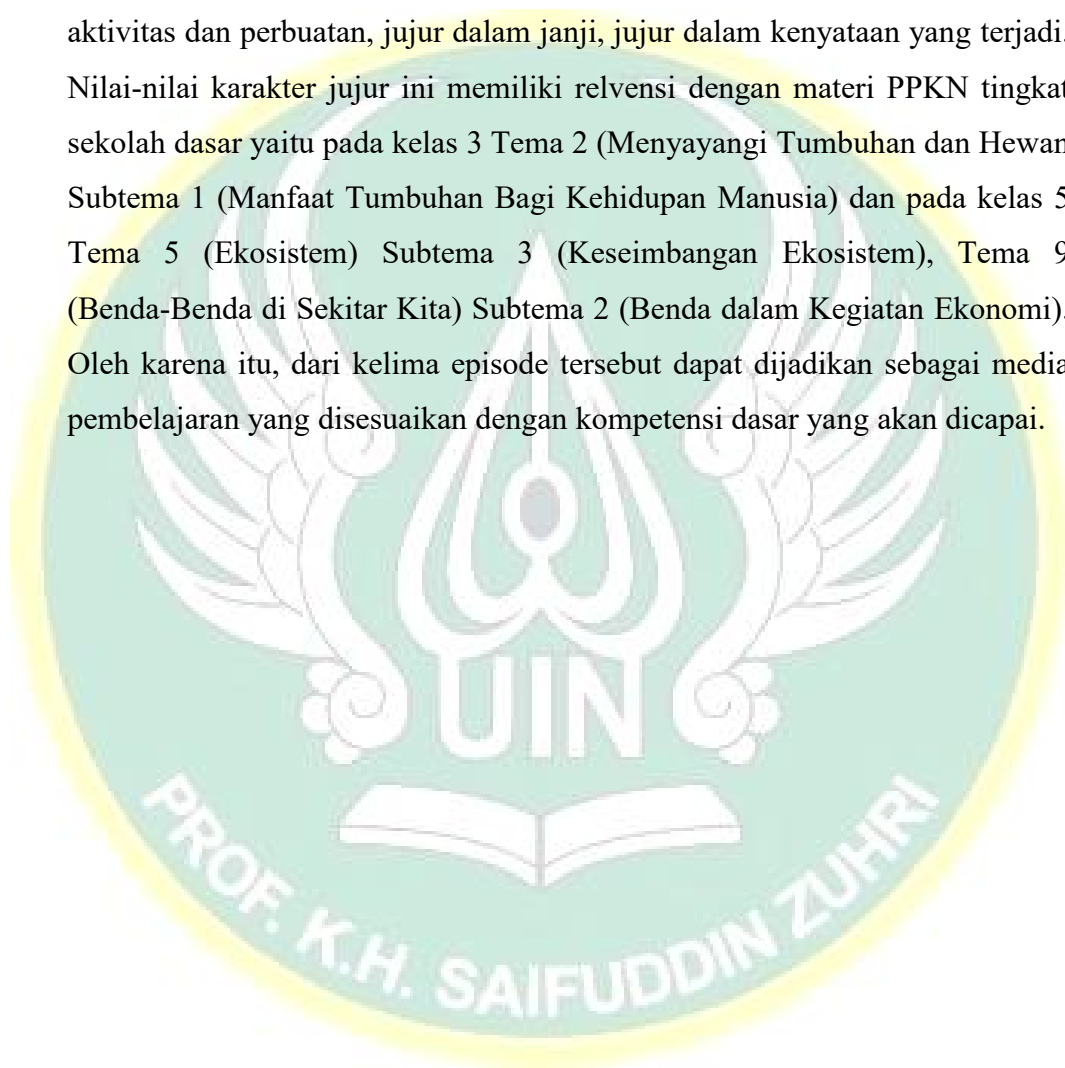 aktivitas dan perbuatan, jujur dalam janji, jujur dalam kenyataan yang terjadi.
Nilai-nilai karakter jujur ini memiliki relvensi dengan materi PPKN tingkat
sekolah dasar yaitu pada kelas 3 Tema 2 (Menyayangi Tumbuhan dan Hewan
Subtema 1 (Manfaat Tumbuhan Bagi Kehidupan Manusia) dan pada kelas 5
Tema 5 (Ekosistem) Subtema 3 (Keseimbangan Ekosistem), Tema 9
(Benda-Benda di Sekitar Kita) Subtema 2 (Benda dalam Kegiatan Ekonomi).
Oleh karena itu, dari kelima episode tersebut dapat dijadikan sebagai media
pembelajaran yang disesuaikan dengan kompetensi dasar yang akan dicapai.
UIN
PROF. K.H. SAIFUDDIN ZUHRI